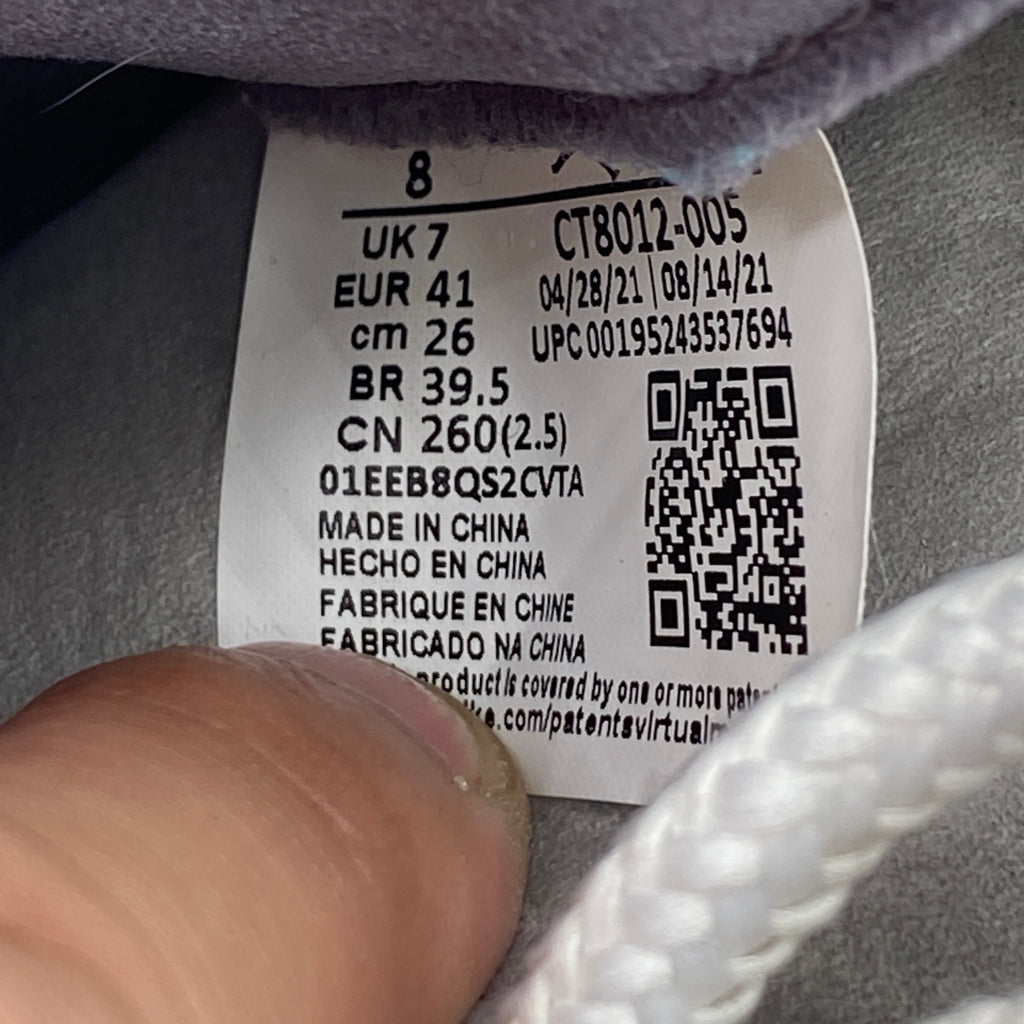 8
UK 7
EUR 41
cm 26
BR 39.5
CN 260(2.5)
CT8012-005
04/28/21|08/14/21
UPC 00195243537694
01EEB8QS2CVTA
MADE IN CHINA
HECHO EN CHINA
FABRIQUE EN CHINE
FABRICADO NA CHINA
product is covered by one or more
.com/patentsvirtual